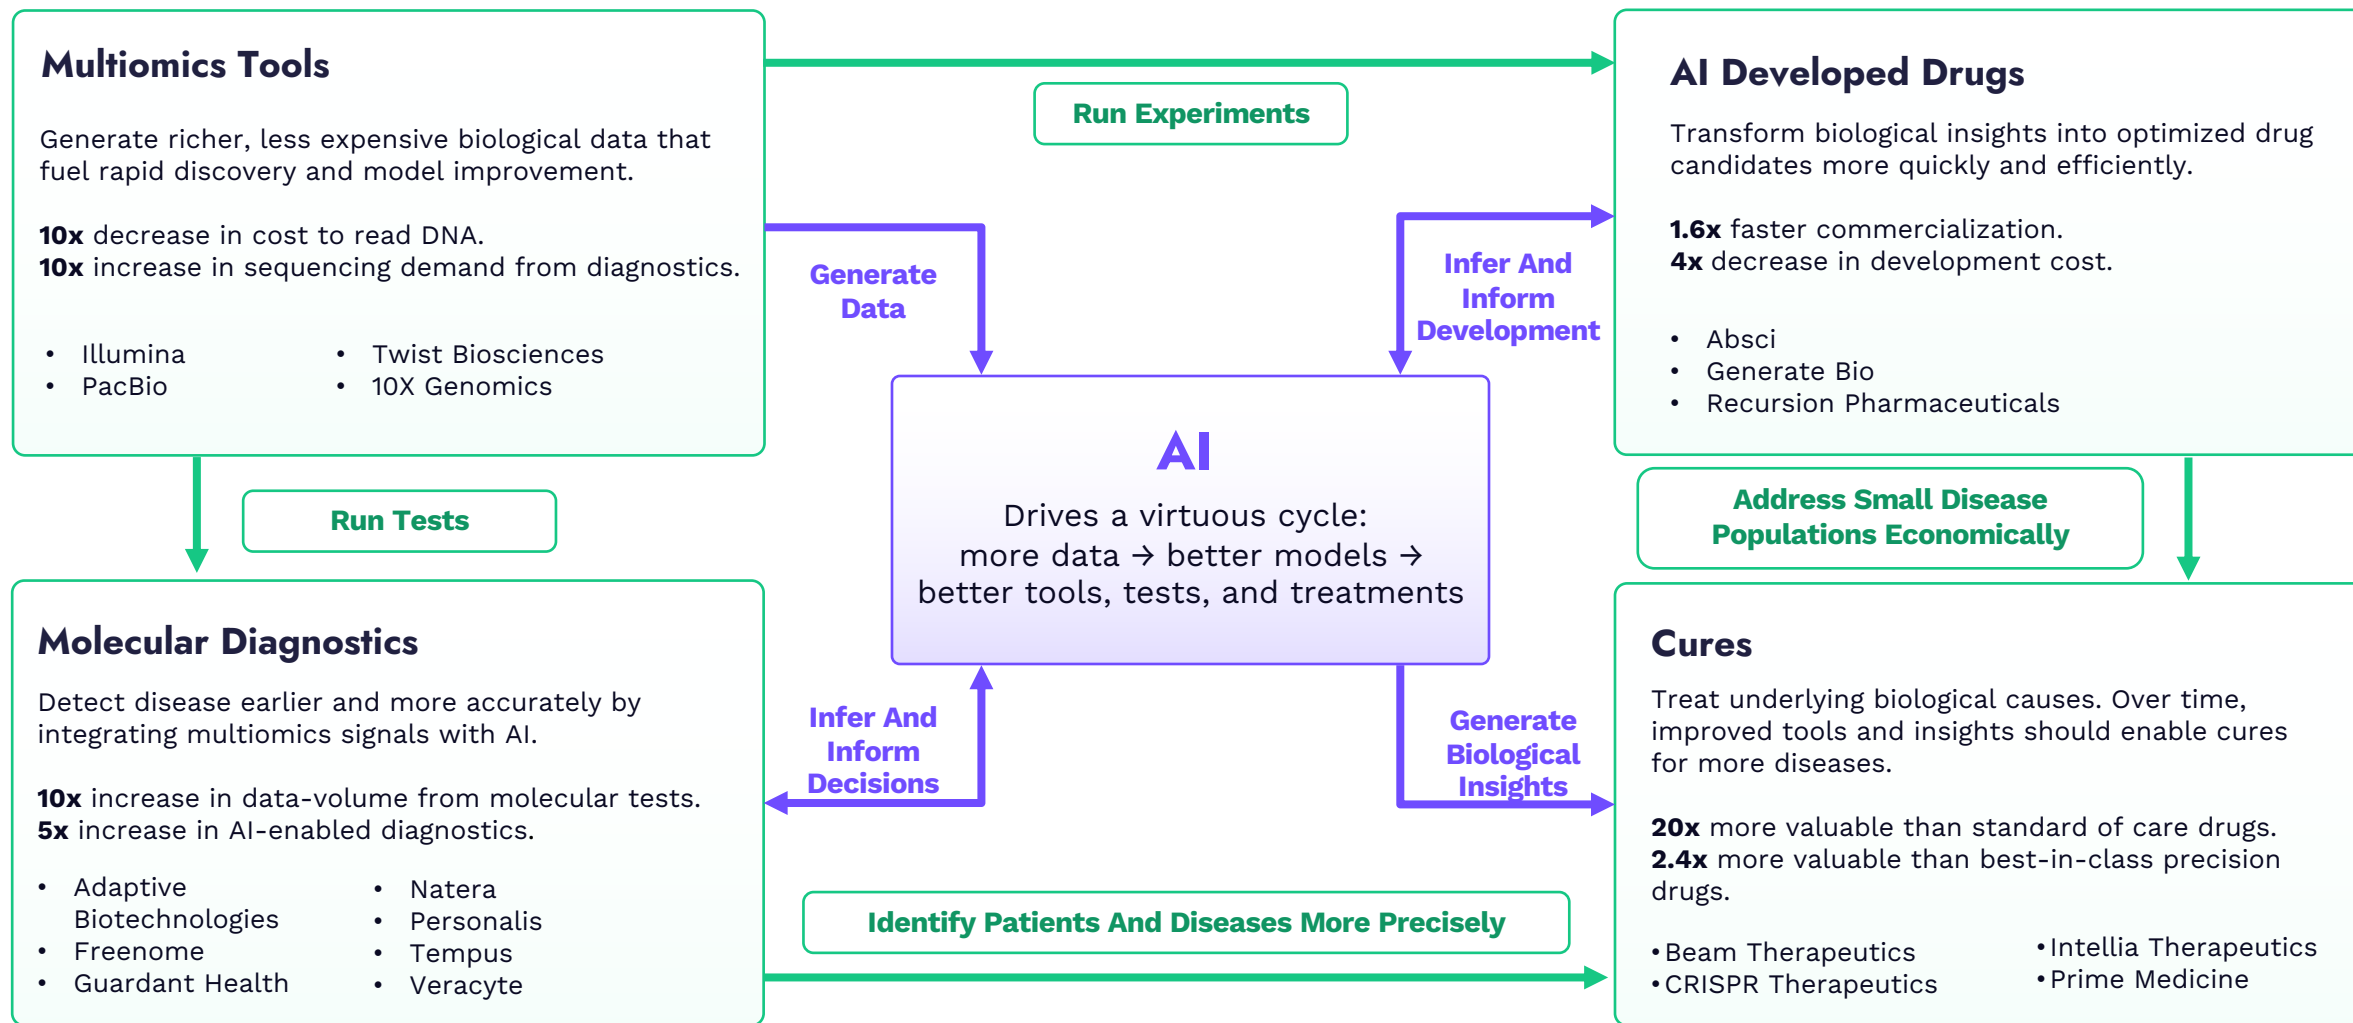 Multiomics Tools
Generate richer, less expensive biological data that
fuel rapid discovery and model improvement.
10x decrease in cost to read DNA.
10x increase in sequencing demand from diagnostics.
• Illumina
• PacBio
• Twist Biosciences
• 10X Genomics
Run Experiments
AI Developed Drugs
Transform biological insights into optimized drug
candidates more quickly and efficiently.
1.6x faster commercialization.
4x decrease in development cost.
• Absci
• Generate Bio
• Recursion Pharmaceuticals
Generate
Data
Infer And
Inform
Development
AI
Drives a virtuous cycle:
more data → better models →
better tools, tests, and treatments
Run Tests
Address Small Disease
Populations Economically
Molecular Diagnostics
Detect disease earlier and more accurately by
integrating multiomics signals with AI.
10x increase in data-volume from molecular tests.
5x increase in AI-enabled diagnostics.
• Adaptive
Biotechnologies
• Freenome
• Guardant Health
• Natera
• Personalis
• Tempus
• Veracyte
Infer And
Inform
Decisions
Generate
Biological
Insights
Identify Patients And Diseases More Precisely
Cures
Treat underlying biological causes. Over time,
improved tools and insights should enable cures
for more diseases.
20x more valuable than standard of care drugs.
2.4x more valuable than best-in-class precision
drugs.
• Beam Therapeutics
• CRISPR Therapeutics
• Intellia Therapeutics
• Prime Medicine